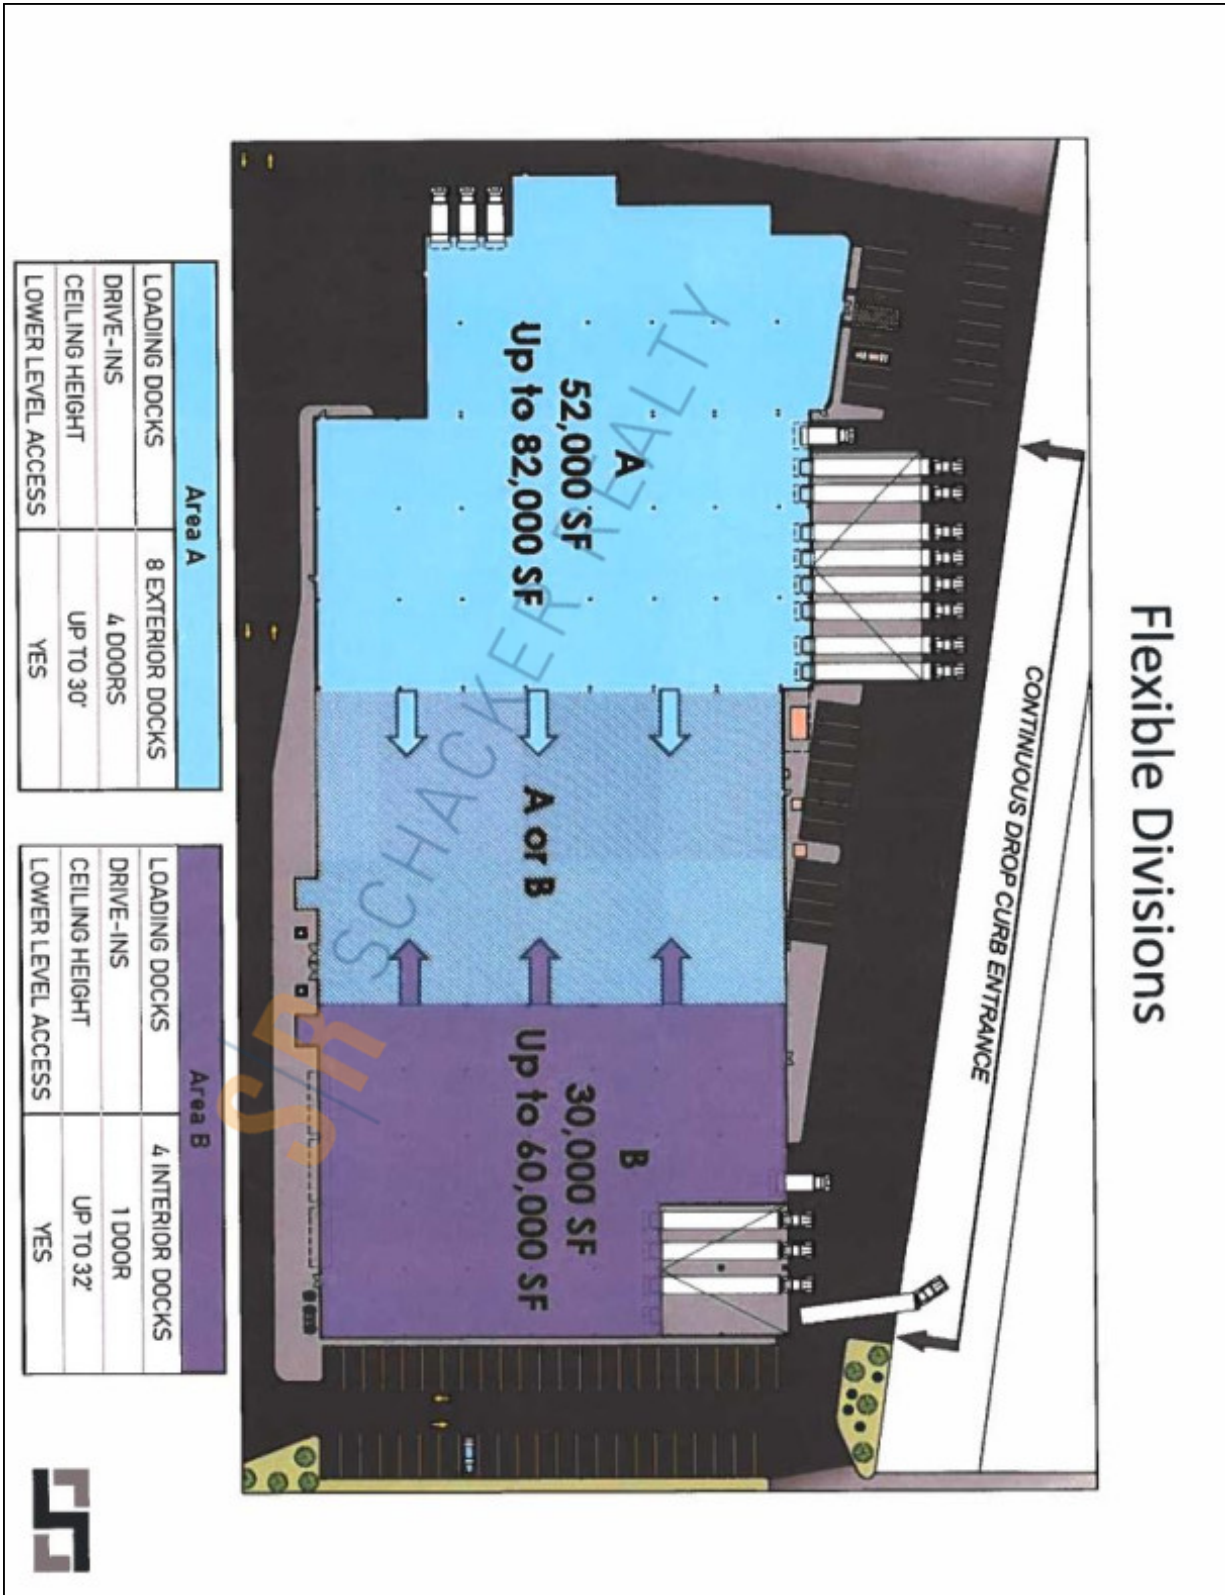 Flexible Divisions
CONTINUOUS DROP CURB ENTRANCE
A
52,000 SF
Up to 82,000 SF
A or B
B
30,000 SF
Up to 60,000 SF
SCHACKER REALTY
SR
Area A
LOADING DOCKS 8 EXTERIOR DOCKS
DRIVE-INS 4 DOORS
CEILING HEIGHT UP TO 30'
LOWER LEVEL ACCESS YES
Area B
LOADING DOCKS 4 INTERIOR DOCKS
DRIVE-INS 1 DOOR
CEILING HEIGHT UP TO 32'
LOWER LEVEL ACCESS YES